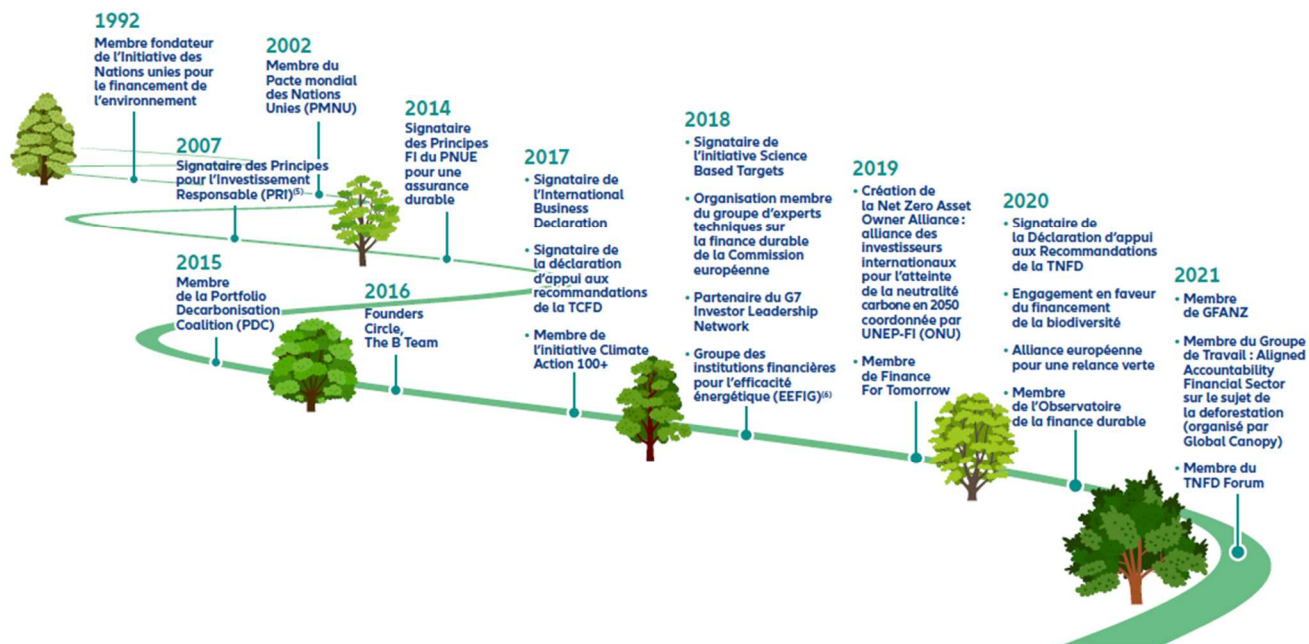 1992
Membre fondateur
de l'Initiative des
Nations unies pour
le financement de
l'environnement
2002
Membre du
Pacte mondial
des Nations
Unies (PMNU)
2007
Signataire des Principes
pour l'Investissement
Responsable (PRI)(5)
2014
Signataire
des Principes
FI du PNUE
pour une
assurance
durable
2015
Membre
de la Portfolio
Decarbonisation
Coalition (PDC)
2016
Founders
Circle,
The B Team
2017
• Signataire de
l'International
Business
Declaration
• Signataire de
la déclaration
d'appui aux
recommandations
de la TCFD
• Membre de
l'initiative Climate
Action 100+
2018
• Signataire de
l'initiative Science
Based Targets
• Organisation membre
du groupe d'experts
techniques sur
la finance durable
de la Commission
européenne
• Partenaire du G7
Investor Leadership
Network
• Groupe des
institutions financières
pour l'efficacité
énergétique (EEFIG)(6)
2019
• Création de
la Net Zero Asset
Owner Alliance :
alliance des
investisseurs
internationaux
pour l'atteinte
de la neutralité
carbone en 2050
coordonnée par
UNEP-FI (ONU)
• Membre
de Finance
For Tomorrow
2020
• Signataire de
la Déclaration d'appui
aux Recommandations
de la TNFD
• Engagement en faveur
du financement
de la biodiversité
• Alliance européenne
pour une relance verte
• Membre
de l'Observatoire
de la finance durable
2021
• Membre
de GFANZ
• Membre du Groupe
de Travail : Aligned
Accountability
Financial Sector
sur le sujet de
la deforestation
(organisé par
Global Canopy)
• Membre du
TNFD Forum